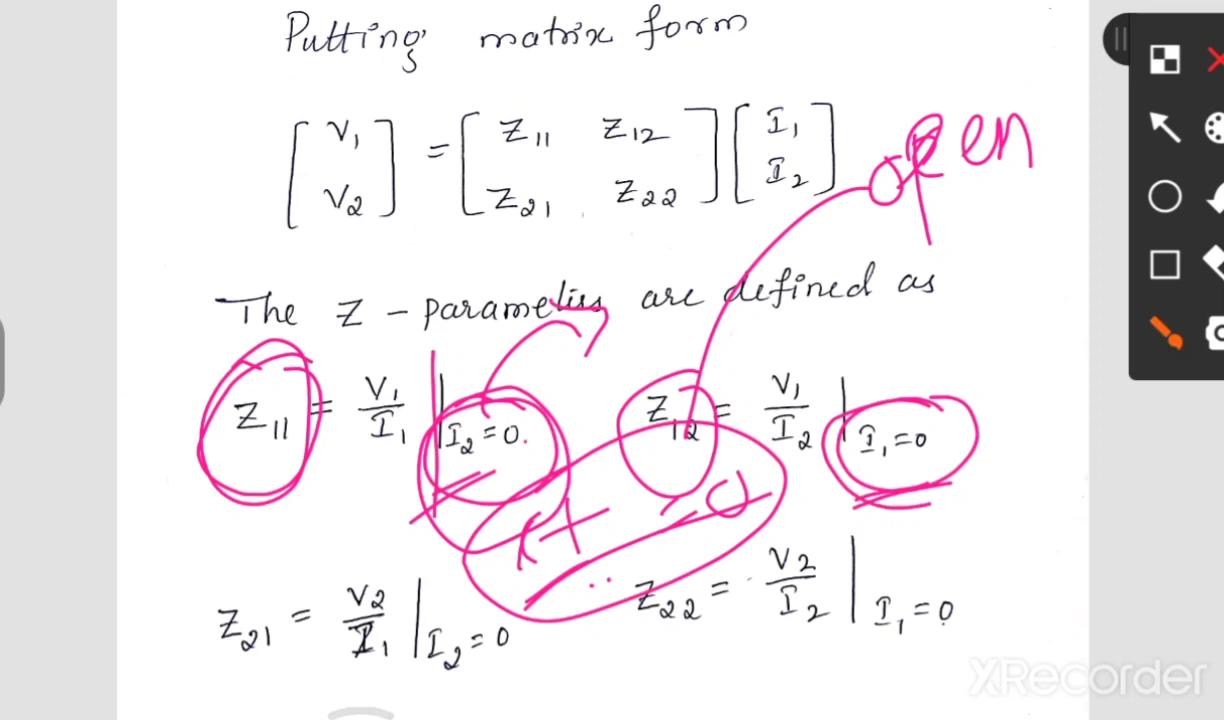 Putting matrix form
[V1 V2] = [Z11 Z12 Z21 Z22] [I1 I2]
open
The Z - parameters are defined as
Z11 = V1/I1 | I2 = 0. Z12 = V1/I2 | I1 = 0
Z21 = V2/I1 | I2 = 0 Z22 = V2/I2 | I1 = 0
XRecorder